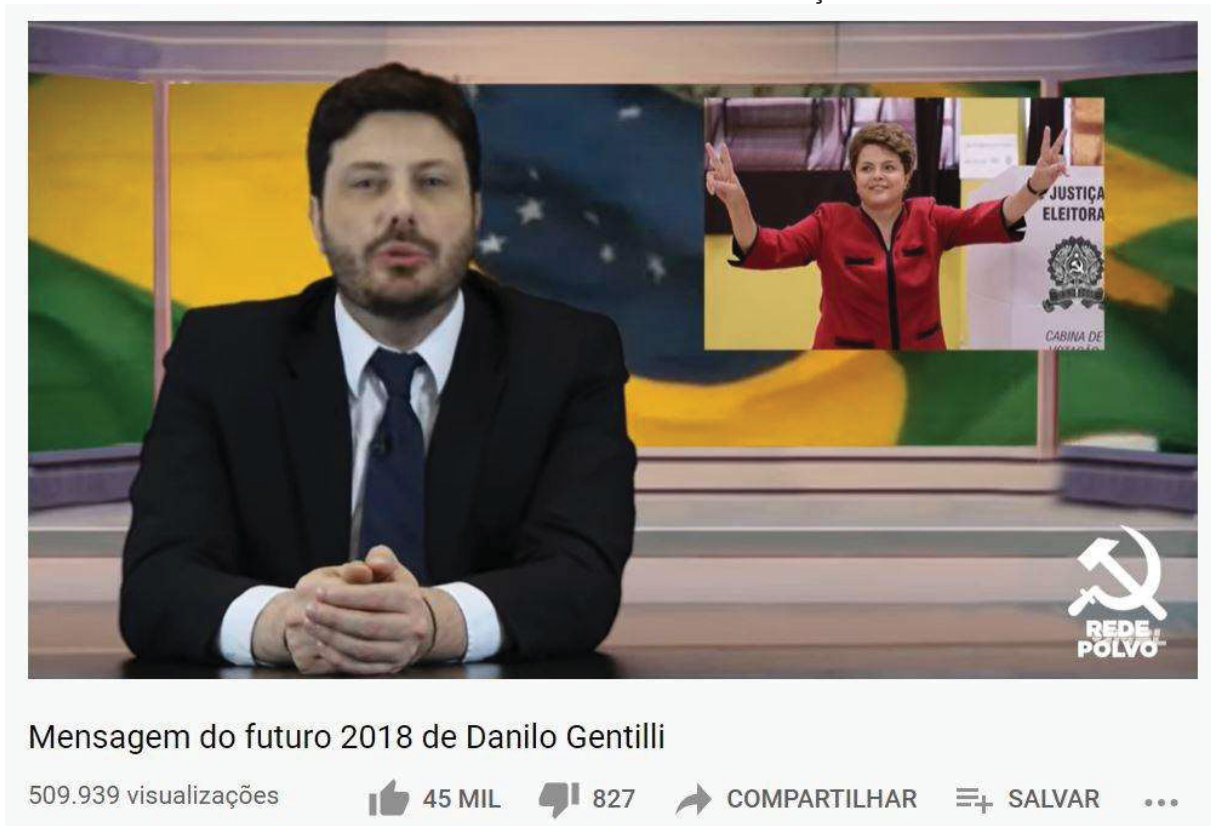 JUSTIÇA
ELEITORA
CABINA DE
VOTAÇÃO
REDE
POLVO
Mensagem do futuro 2018 de Danilo Gentilli
509.939 visualizações 45 MIL 827 COMPARTILHAR SALVAR